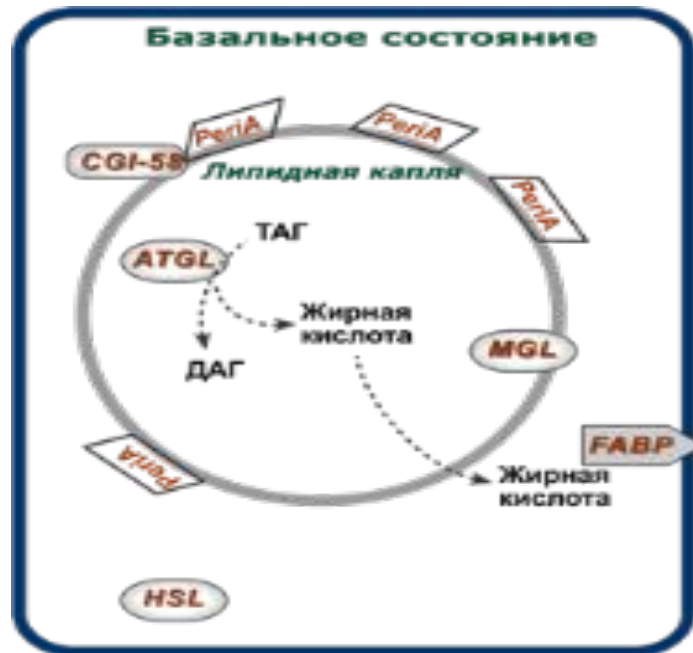 Базальное состояние
PeriA
PeriA
CGI-58
Липидная капля
PeriA
ТАГ
ATGL
Жирная
кислота
MGL
ДАГ
FABP
PeriA
Жирная
кислота
HSL